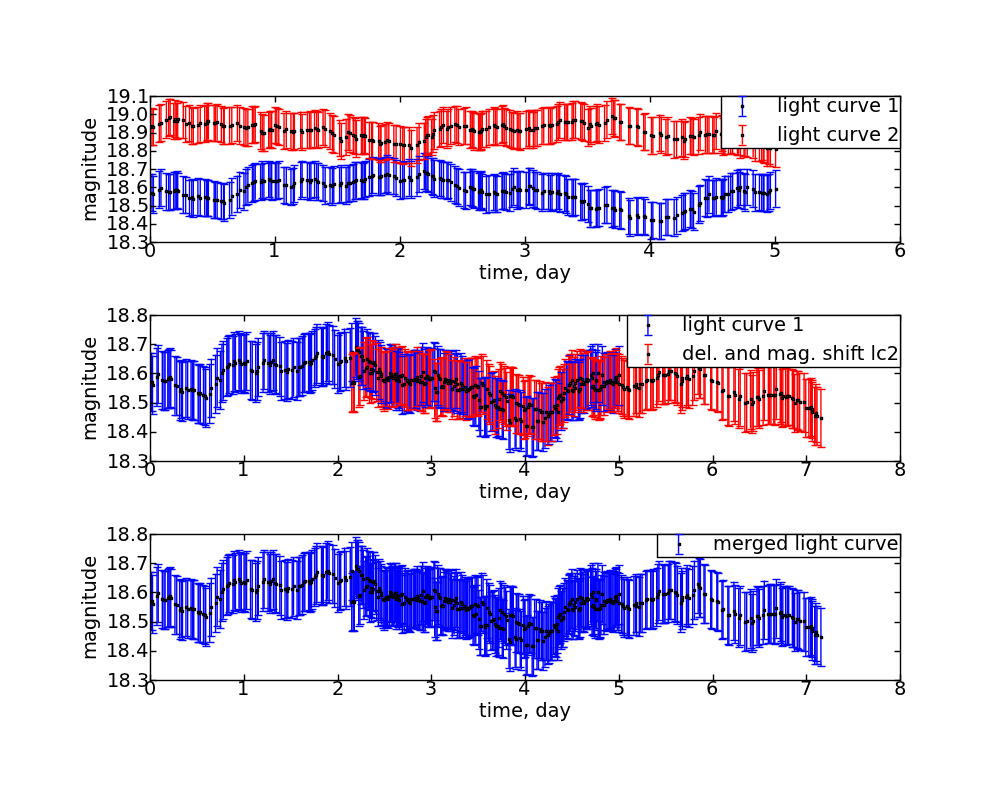 19.1
19.0
18.9
18.8
18.7
18.6
18.5
18.4
18.3
magnitude
light curve 1
light curve 2
0 1 2 3 4 5 6
time, day
18.8
18.7
18.6
18.5
18.4
18.3
magnitude
light curve 1
del. and mag. shift lc2
0 1 2 3 4 5 6 7 8
time, day
18.8
18.7
18.6
18.5
18.4
18.3
magnitude
merged light curve
0 1 2 3 4 5 6 7 8
time, day